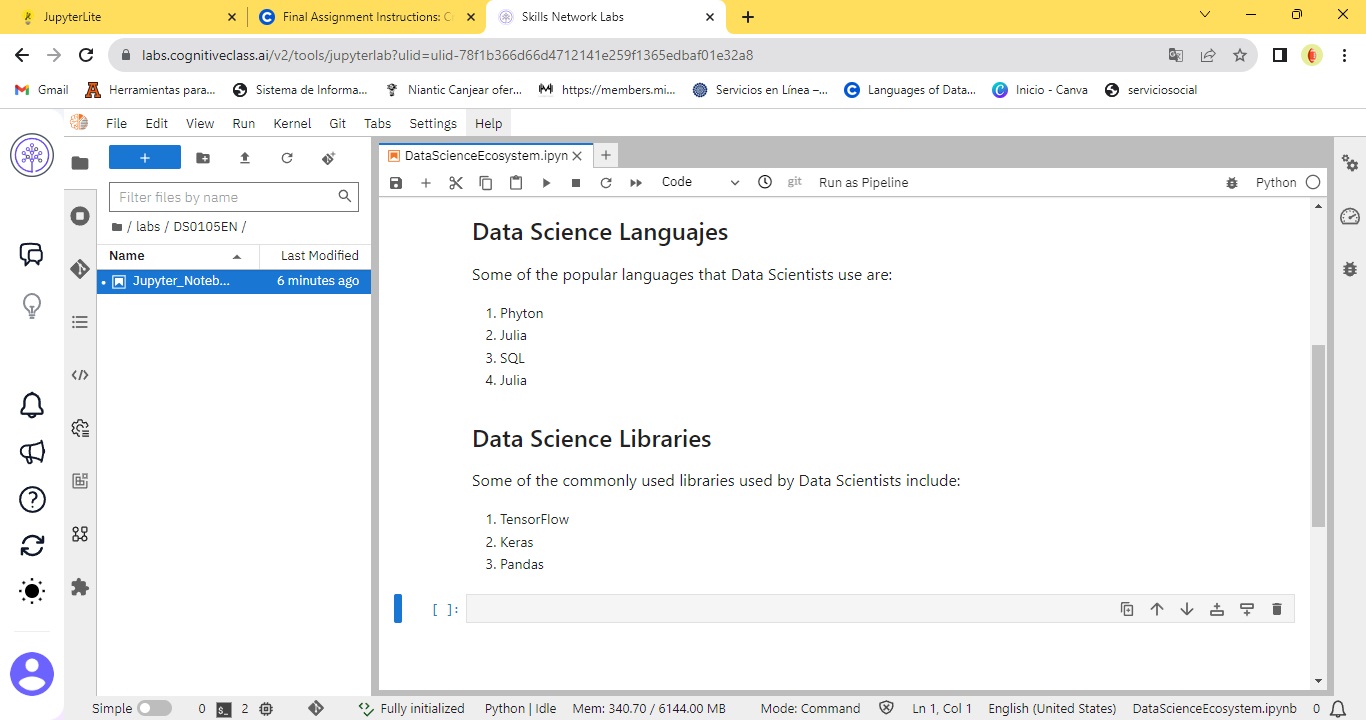 JupyterLite
Final Assignment Instructions: C
Skills Network Labs
labs.cognitiveclass.ai/v2/tools/jupyterlab?ulid=ulid-78f1b366d66d4712141e259f1365edbaf01e32a8
Gmail Herramientas para... Sistema de Informa... Niantic Canjear ofer... https://members.mi... Servicios en Línea –... Languages of Data... Inicio - Canva serviciosocial
File Edit View Run Kernel Git Tabs Settings Help
DataScienceEcosystem.ipyn
Code git Run as Pipeline Python
Filter files by name
/ labs / DS0105EN /
Name Last Modified
Jupyter_Noteb... 6 minutes ago
Data Science Languajes
Some of the popular languages that Data Scientists use are:
1. Phyton
2. Julia
3. SQL
4. Julia
Data Science Libraries
Some of the commonly used libraries used by Data Scientists include:
1. TensorFlow
2. Keras
3. Pandas
[ ]:
Simple 0 2 Fully initialized Python | Idle Mem: 340.70 / 6144.00 MB Mode: Command Ln 1, Col 1 English (United States) DataScienceEcosystem.ipynb 0